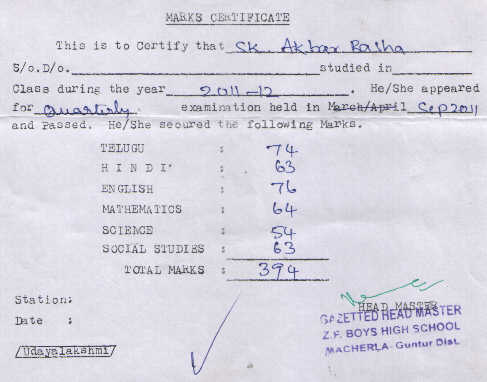 MARKS CERTIFICATE
This is to Certify that SK. Akbar Basha
S/o.D/o. studied in
Class during the year 2011-12 . He/She appeared
for Quarterly examination held in March/April Sep 2011
and Passed. He/She secured the following Marks.
TELUGU : 74
HINDI : 63
ENGLISH : 76
MATHEMATICS : 64
SCIENCE : 54
SOCIAL STUDIES : 63
TOTAL MARKS : 394
Station:
Date :
HEAD MASTER
GAZETTED HEAD MASTER
Z.P. BOYS HIGH SCHOOL
MACHERLA- Guntur Dist.
/Udayalakshmi/